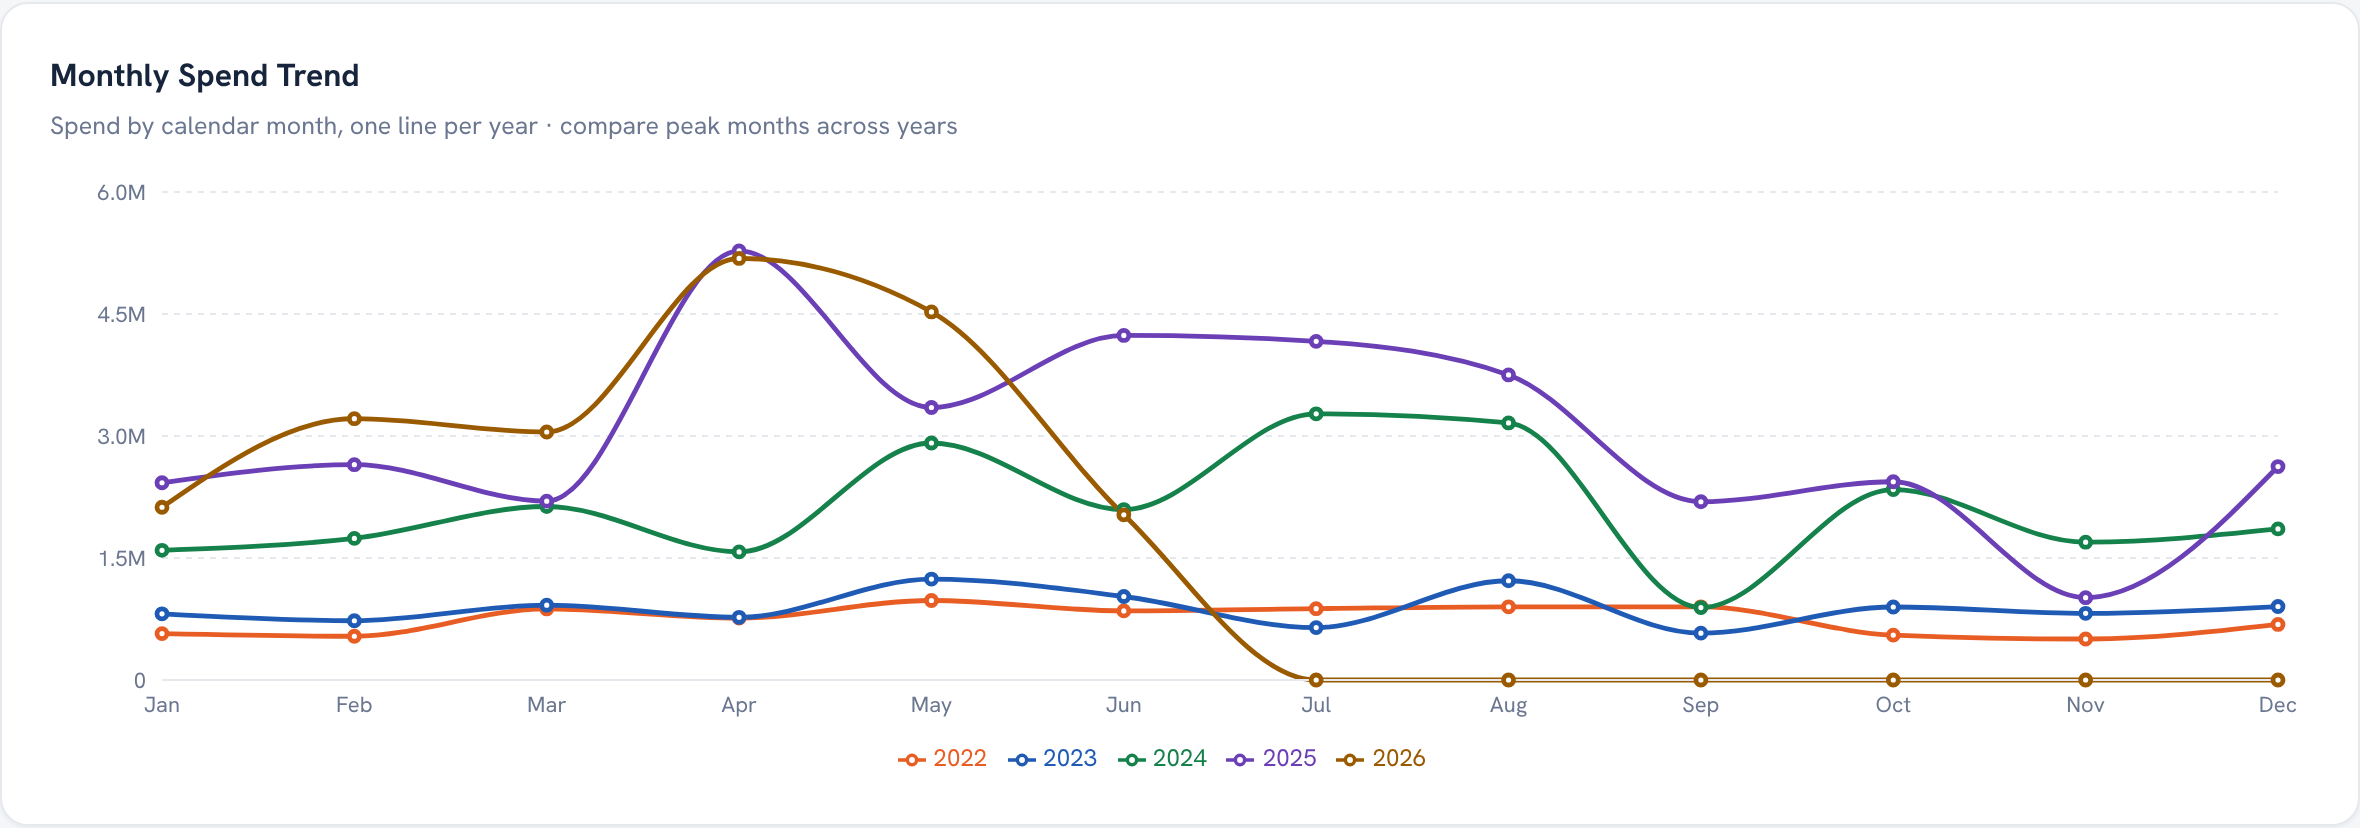 Monthly Spend Trend
Spend by calendar month, one line per year · compare peak months across years
6.0M
4.5M
3.0M
1.5M
0
Jan Feb Mar Apr May Jun Jul Aug Sep Oct Nov Dec
2022 2023 2024 2025 2026